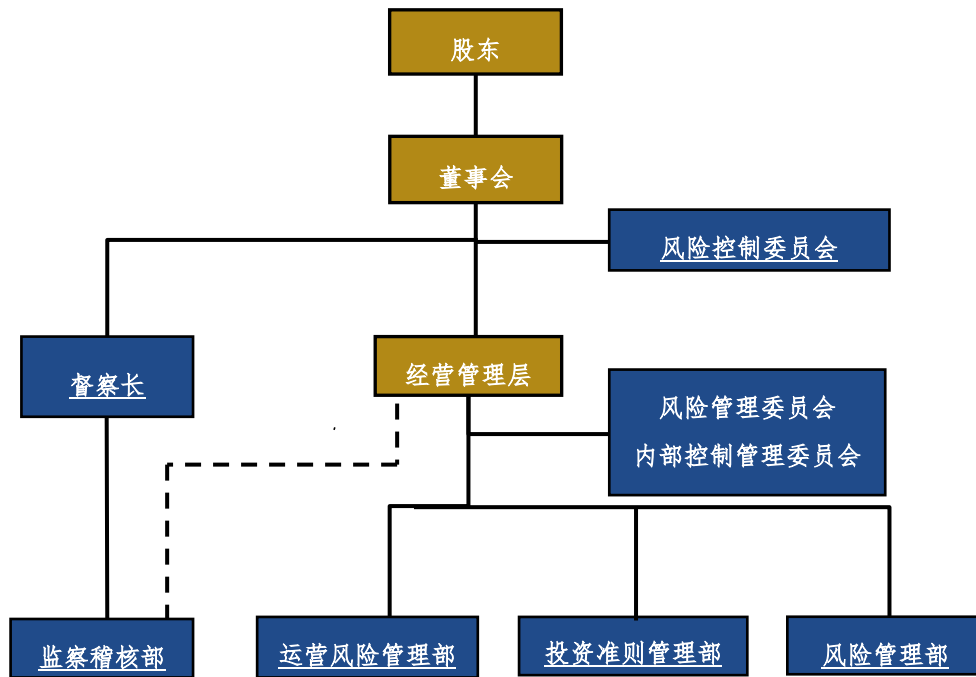 股东
董事会
风险控制委员会
督察长
经营管理层
风险管理委员会
内部控制管理委员会
监察稽核部
运营风险管理部
投资准则管理部
风险管理部